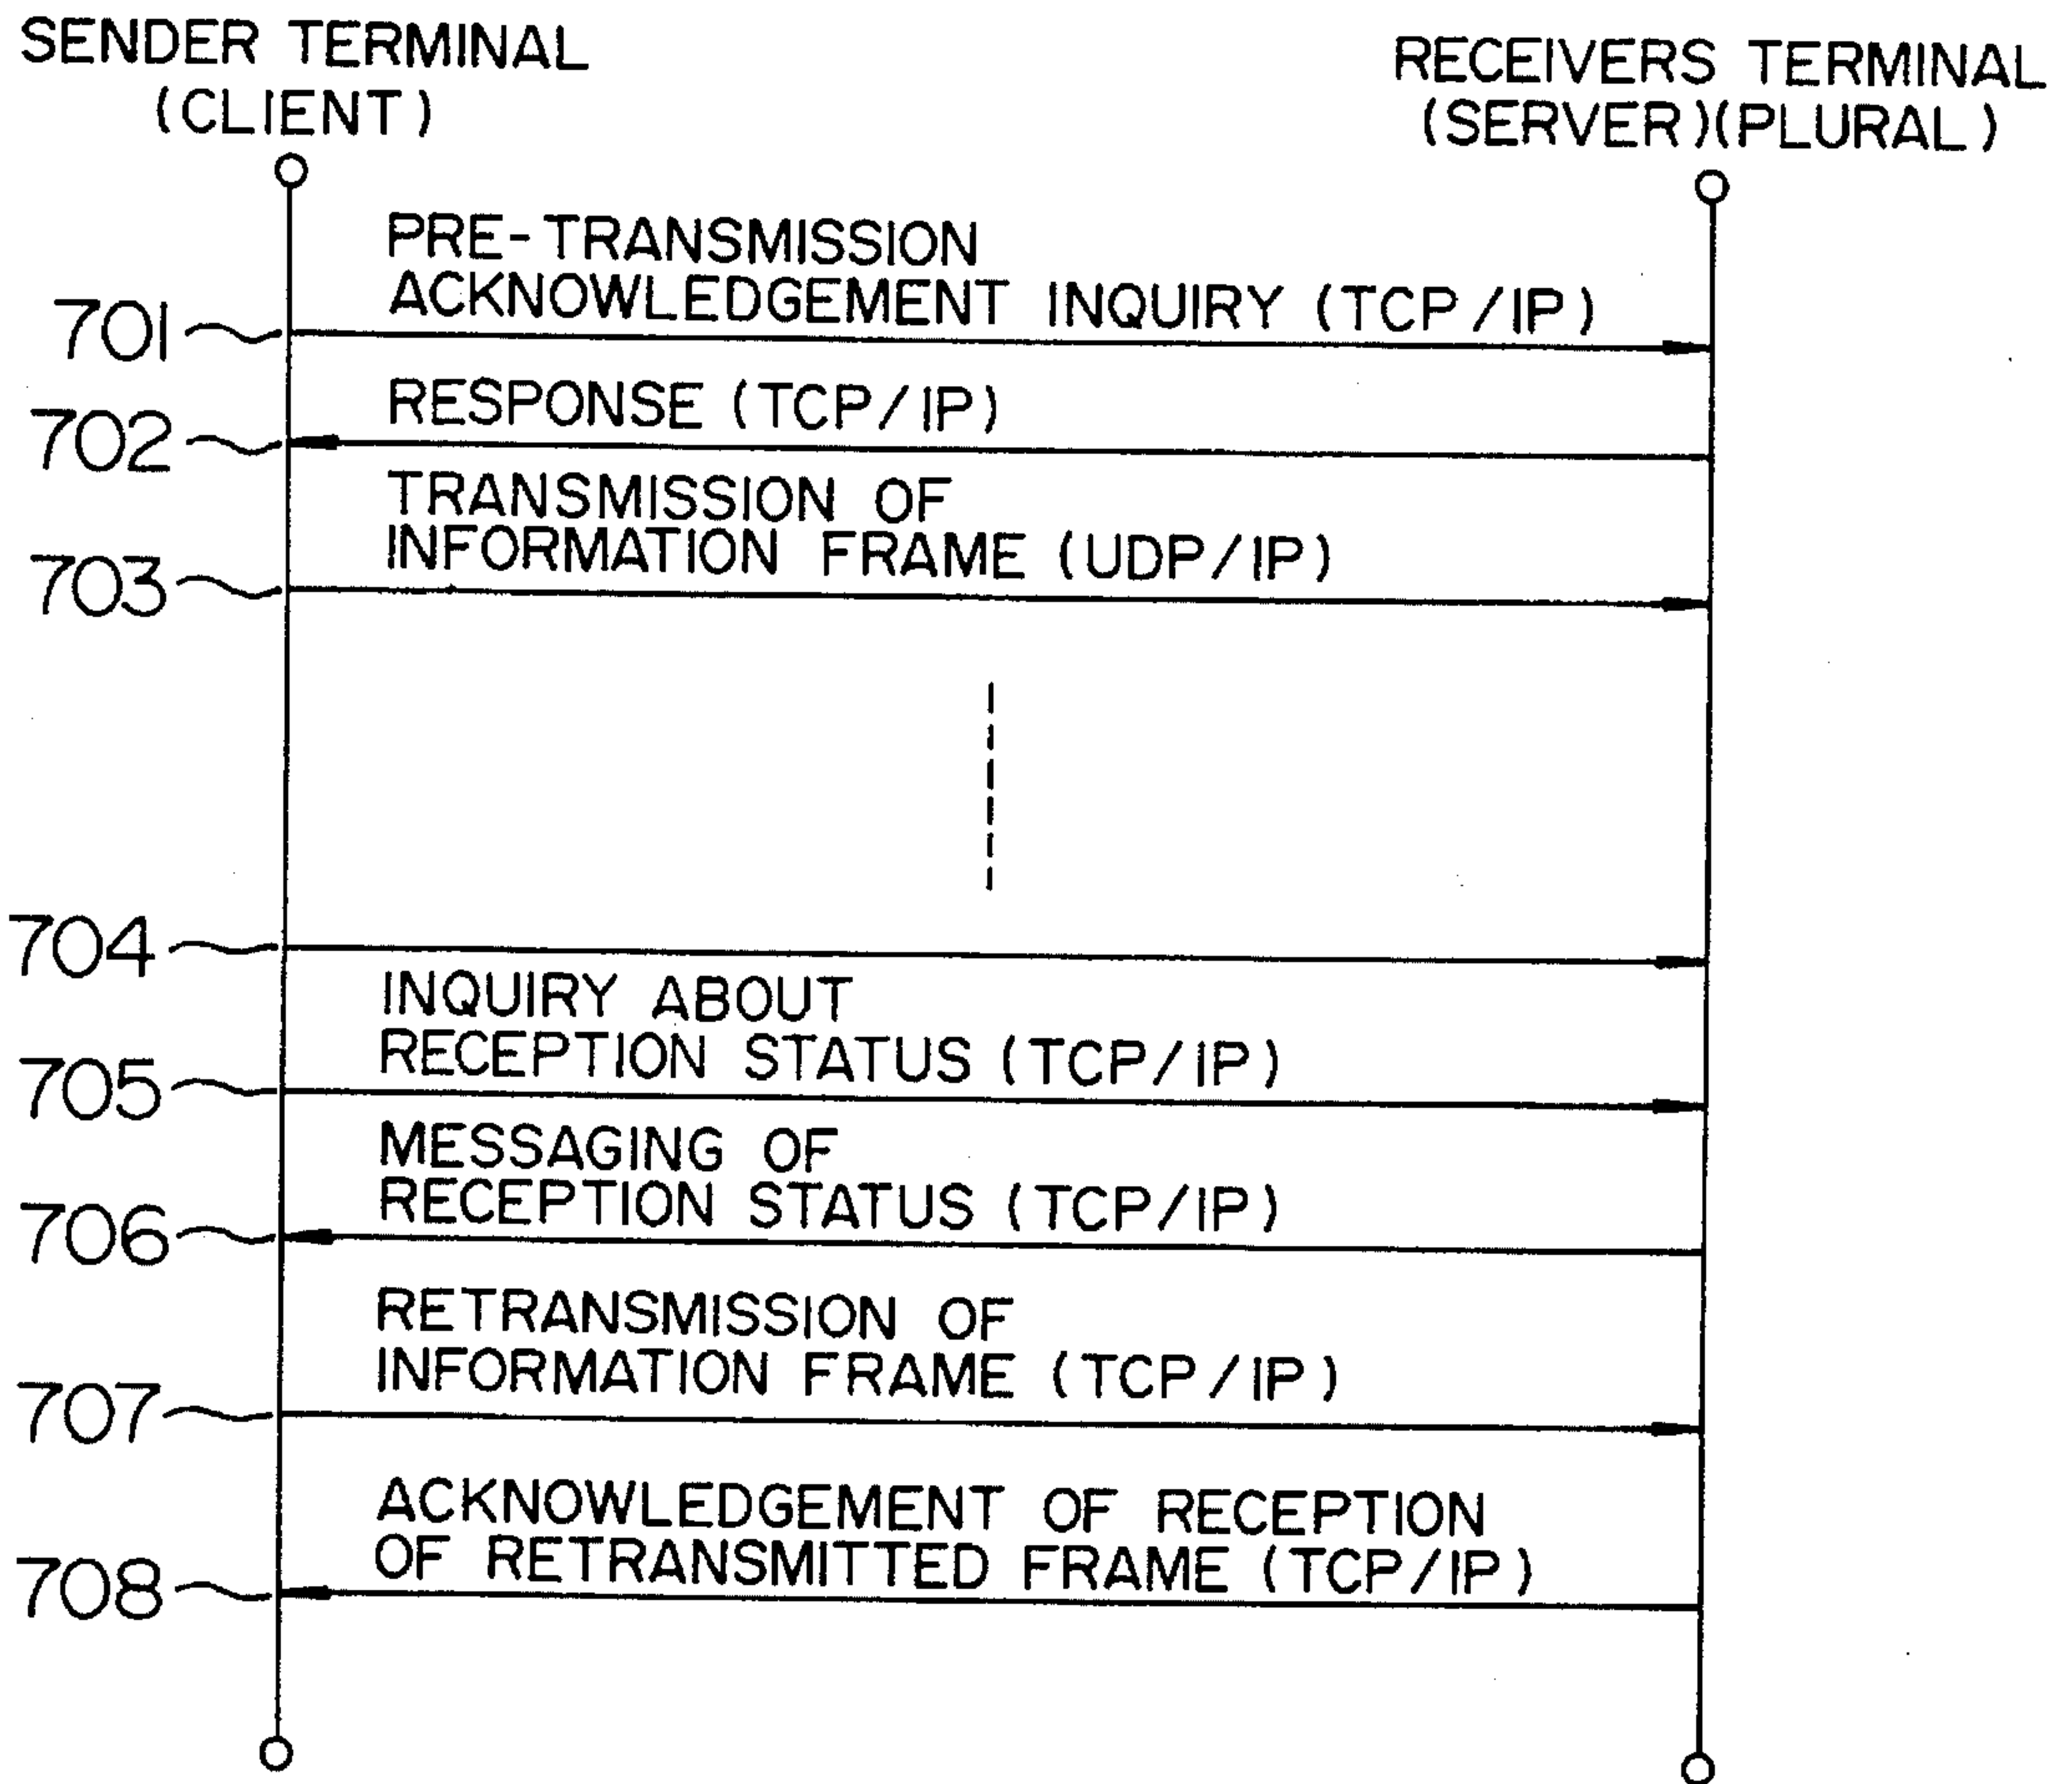 SENDER TERMINAL
(CLIENT)
RECEIVERS TERMINAL
(SERVER)(PLURAL)
PRE-TRANSMISSION
ACKNOWLEDGEMENT INQUIRY (TCP/IP)
701
RESPONSE (TCP/IP)
702
TRANSMISSION OF
INFORMATION FRAME (UDP/IP)
703
704
INQUIRY ABOUT
RECEPTION STATUS (TCP/IP)
705
MESSAGING OF
RECEPTION STATUS (TCP/IP)
706
RETRANSMISSION OF
INFORMATION FRAME (TCP/IP)
707
ACKNOWLEDGEMENT OF RECEPTION
OF RETRANSMITTED FRAME (TCP/IP)
708